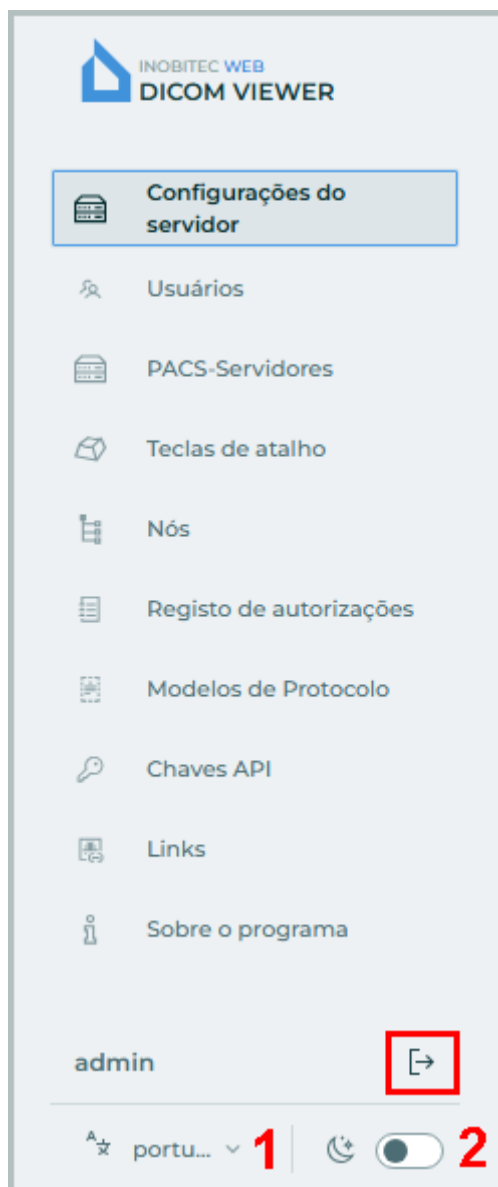 INOBITEC WEB
DICOM VIEWER
Configurações do
servidor
Usuários
PACS-Servidores
Teclas de atalho
Nós
Registo de autorizações
Modelos de Protocolo
Chaves API
Links
Sobre o programa
admin
portu... 1 2